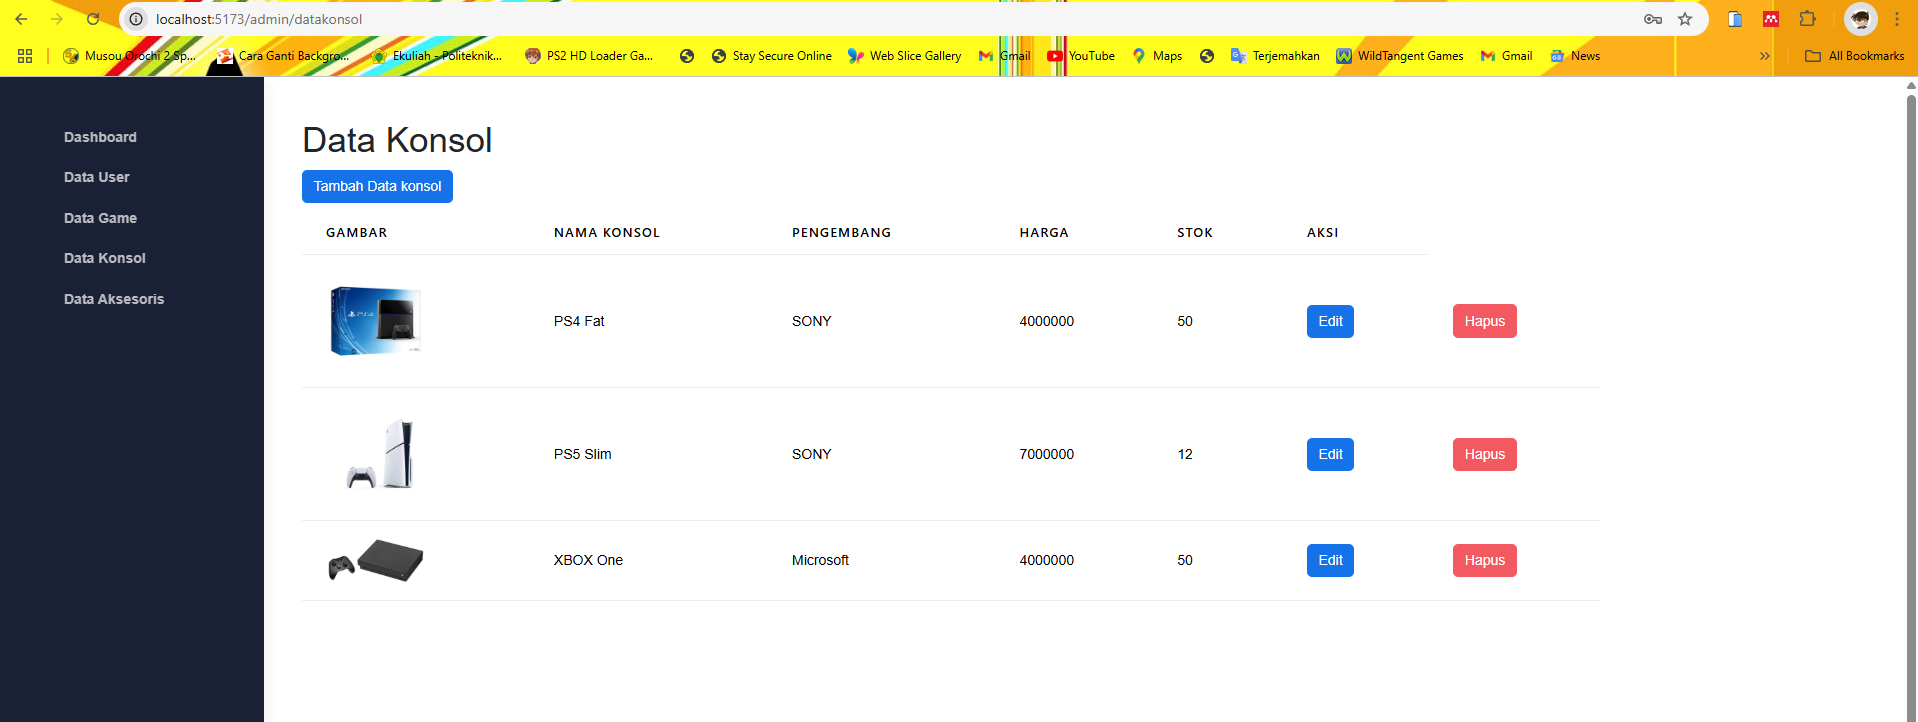 localhost:5173/admin/datakonsol
Musou Orochi 2 Sp... Cara Ganti Backgro... Ekuliah - Politeknik... PS2 HD Loader Ga... Stay Secure Online Web Slice Gallery Gmail YouTube Maps Terjemahkan WildTangent Games Gmail News » All Bookmarks
Dashboard
Data User
Data Game
Data Konsol
Data Aksesoris
Data Konsol
Tambah Data konsol
GAMBAR NAMA KONSOL PENGEMBANG HARGA STOK AKSI
PS4 PS4 Fat SONY 4000000 50 Edit Hapus
PS5 Slim SONY 7000000 12 Edit Hapus
XBOX One Microsoft 4000000 50 Edit Hapus